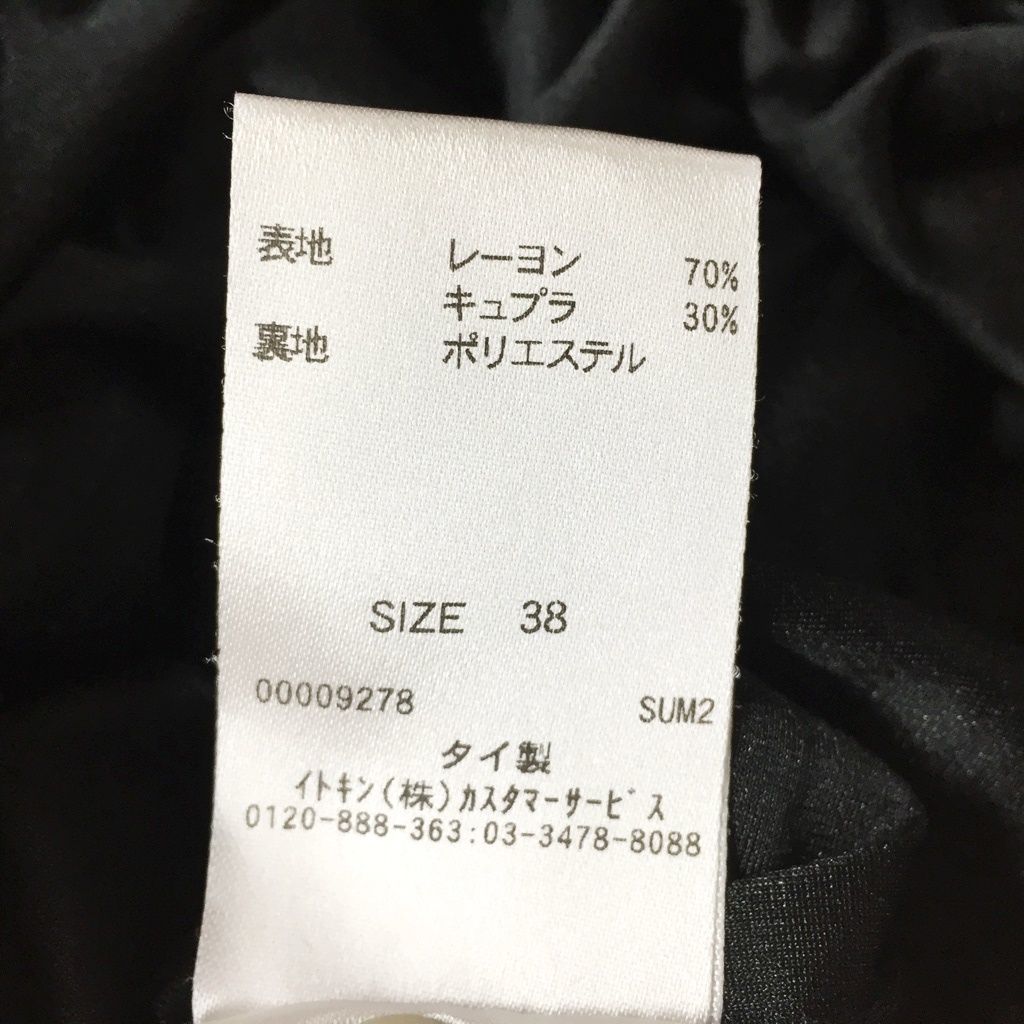 表地 レーヨン 70%
キュプラ 30%
裏地 ポリエステル
SIZE 38
00009278 SUM2
タイ製
イトキン(株)カスタマーサービス
0120-888-363:03-3478-8088